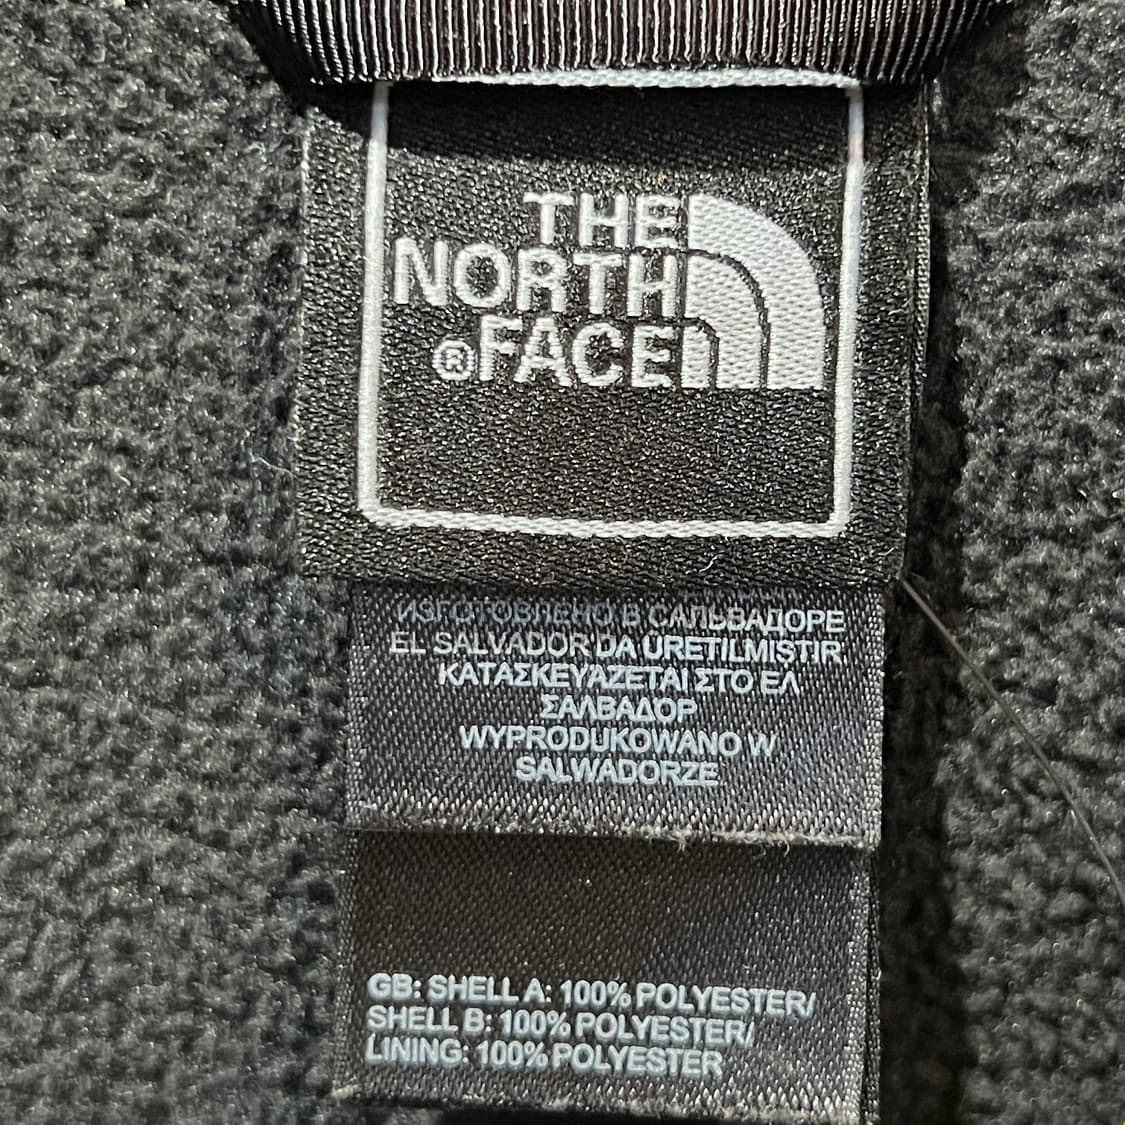 THE
NORTH
®FACE
ИЗГОТОВЛЕНО В САЛЬВАДОРЕ
EL SALVADOR DA ÜRETILMISTIR
ΚΑΤΑΣΚΕΥΑΖΕΤΑΙ ΣΤΟ ΕΛ
ΣΑΛΒΑΔΟΡ
WYPRODUKOWANO W
SALWADORZE
GB: SHELL A: 100% POLYESTER/
SHELL B: 100% POLYESTER/
LINING: 100% POLYESTER